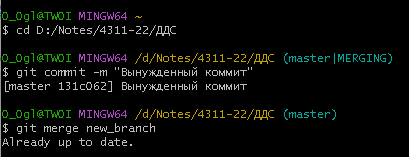 O_Ogl@TWOI MINGW64 ~
$ cd D:/Notes/4311-22/ДДС
O_Ogl@TWOI MINGW64 /d/Notes/4311-22/ДДС (master|MERGING)
$ git commit -m "Вынужденный коммит"
[master 131c062] Вынужденный коммит
O_Ogl@TWOI MINGW64 /d/Notes/4311-22/ДДС (master)
$ git merge new_branch
Already up to date.